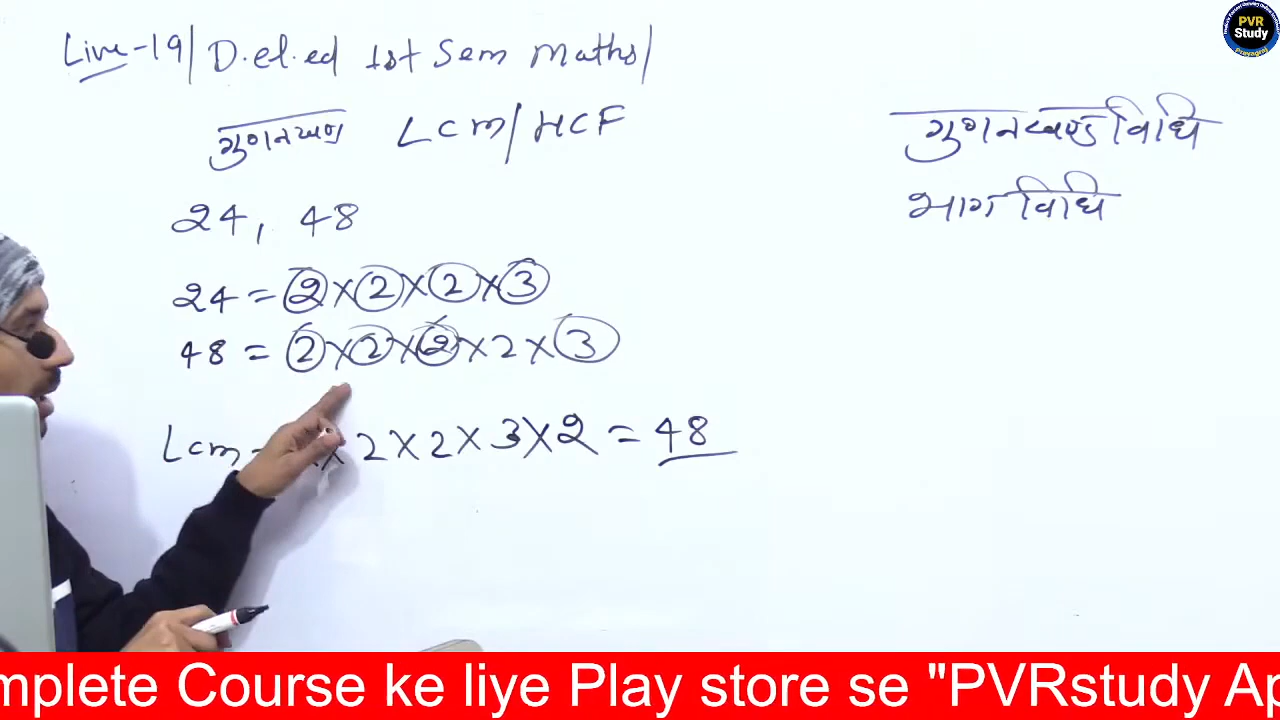 Live-19/ D.el.ed 1st Sem Maths/
गुणनखण्ड LCM/HCF
24, 48
24 = 2×2×2×3
48 = 2×2×2×2×3
Lcm = 2×2×3×2 = 48
गुणनखण्ड विधि
भाग विधि
PVR
Study
Prayagraj
mplete Course ke liye Play store se "PVRstudy Ap